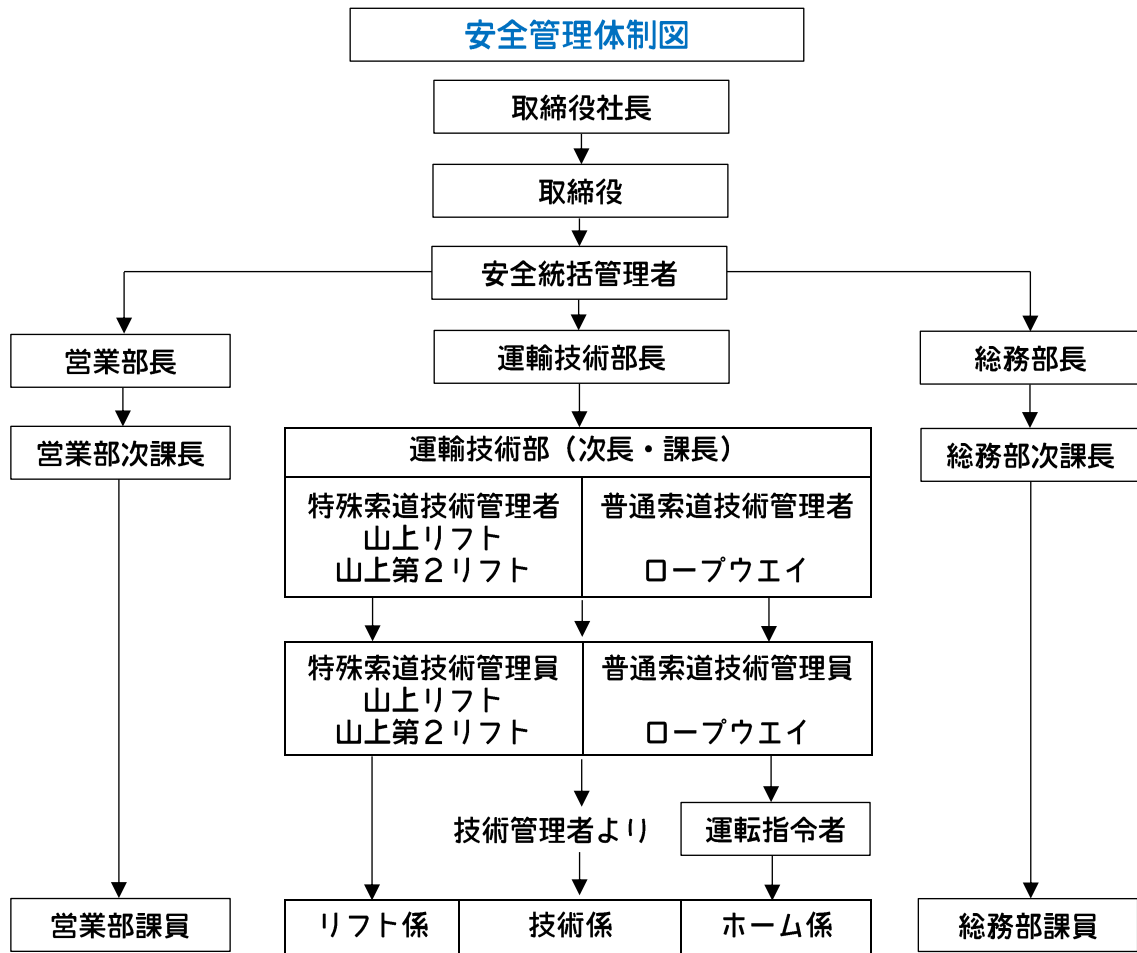 安全管理体制図
取締役社長
取締役
安全統括管理者
営業部長
運輸技術部長
総務部長
営業部次課長
運輸技術部（次長・課長）
総務部次課長
特殊索道技術管理者
山上リフト
山上第２リフト
普通索道技術管理者
ロープウエイ
特殊索道技術管理員
山上リフト
山上第２リフト
普通索道技術管理員
ロープウエイ
技術管理者より
運転指令者
営業部課員
リフト係
技術係
ホーム係
総務部課員